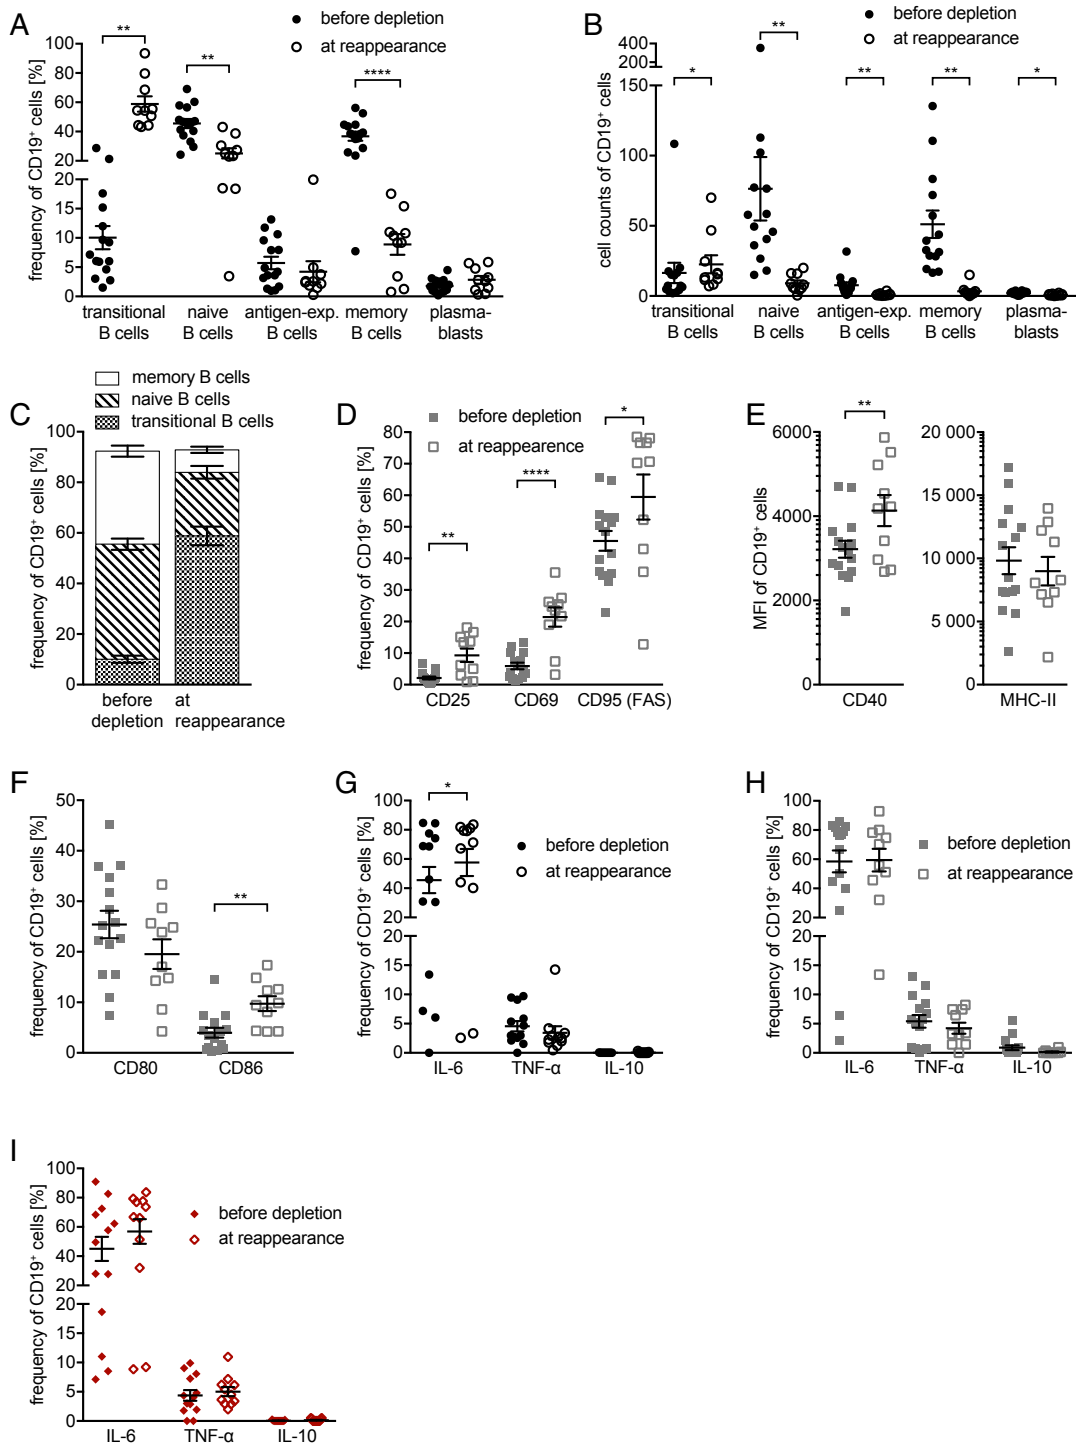 A
before depletion
at reappearance
frequency of CD19⁺ cells [%]
100
80
60
40
20
20
15
10
5
0
** ** ****
transitional B cells
naive B cells
antigen-exp. B cells
memory B cells
plasma-blasts
B
before depletion
at reappearance
cell counts of CD19⁺ cells
400
200
150
100
50
0
* ** ** ** *
transitional B cells
naive B cells
antigen-exp. B cells
memory B cells
plasma-blasts
C
memory B cells
naive B cells
transitional B cells
frequency of CD19⁺ cells [%]
100
80
60
40
20
0
before depletion
at reappearance
D
before depletion
at reappearence
frequency of CD19⁺ cells [%]
80
70
60
50
40
30
20
10
0
** **** *
CD25 CD69 CD95 (FAS)
E
MFI of CD19⁺ cells
6000
4000
2000
0
**
CD40
20 000
15 000
10 000
5000
0
MHC-II
F
frequency of CD19⁺ cells [%]
50
40
30
20
10
0
**
CD80 CD86
G
frequency of CD19⁺ cells [%]
100
80
60
40
20
20
15
10
5
0
*
before depletion
at reappearance
IL-6 TNF-α IL-10
H
frequency of CD19⁺ cells [%]
100
80
60
40
20
20
15
10
5
0
before depletion
at reappearance
IL-6 TNF-α IL-10
I
frequency of CD19⁺ cells [%]
100
80
60
40
20
20
15
10
5
0
before depletion
at reappearance
IL-6 TNF-α IL-10